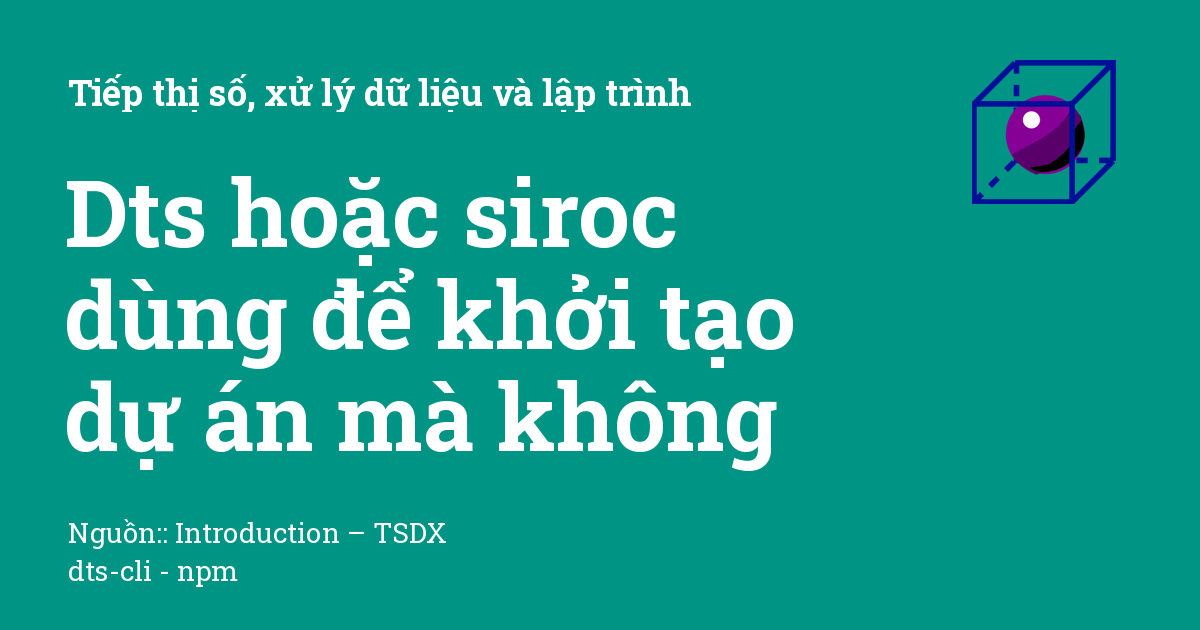 Tiếp thị số, xử lý dữ liệu và lập trình
Dts hoặc siroc
dùng để khởi tạo
dự án mà không
Nguồn:: Introduction – TSDX
dts-cli - npm